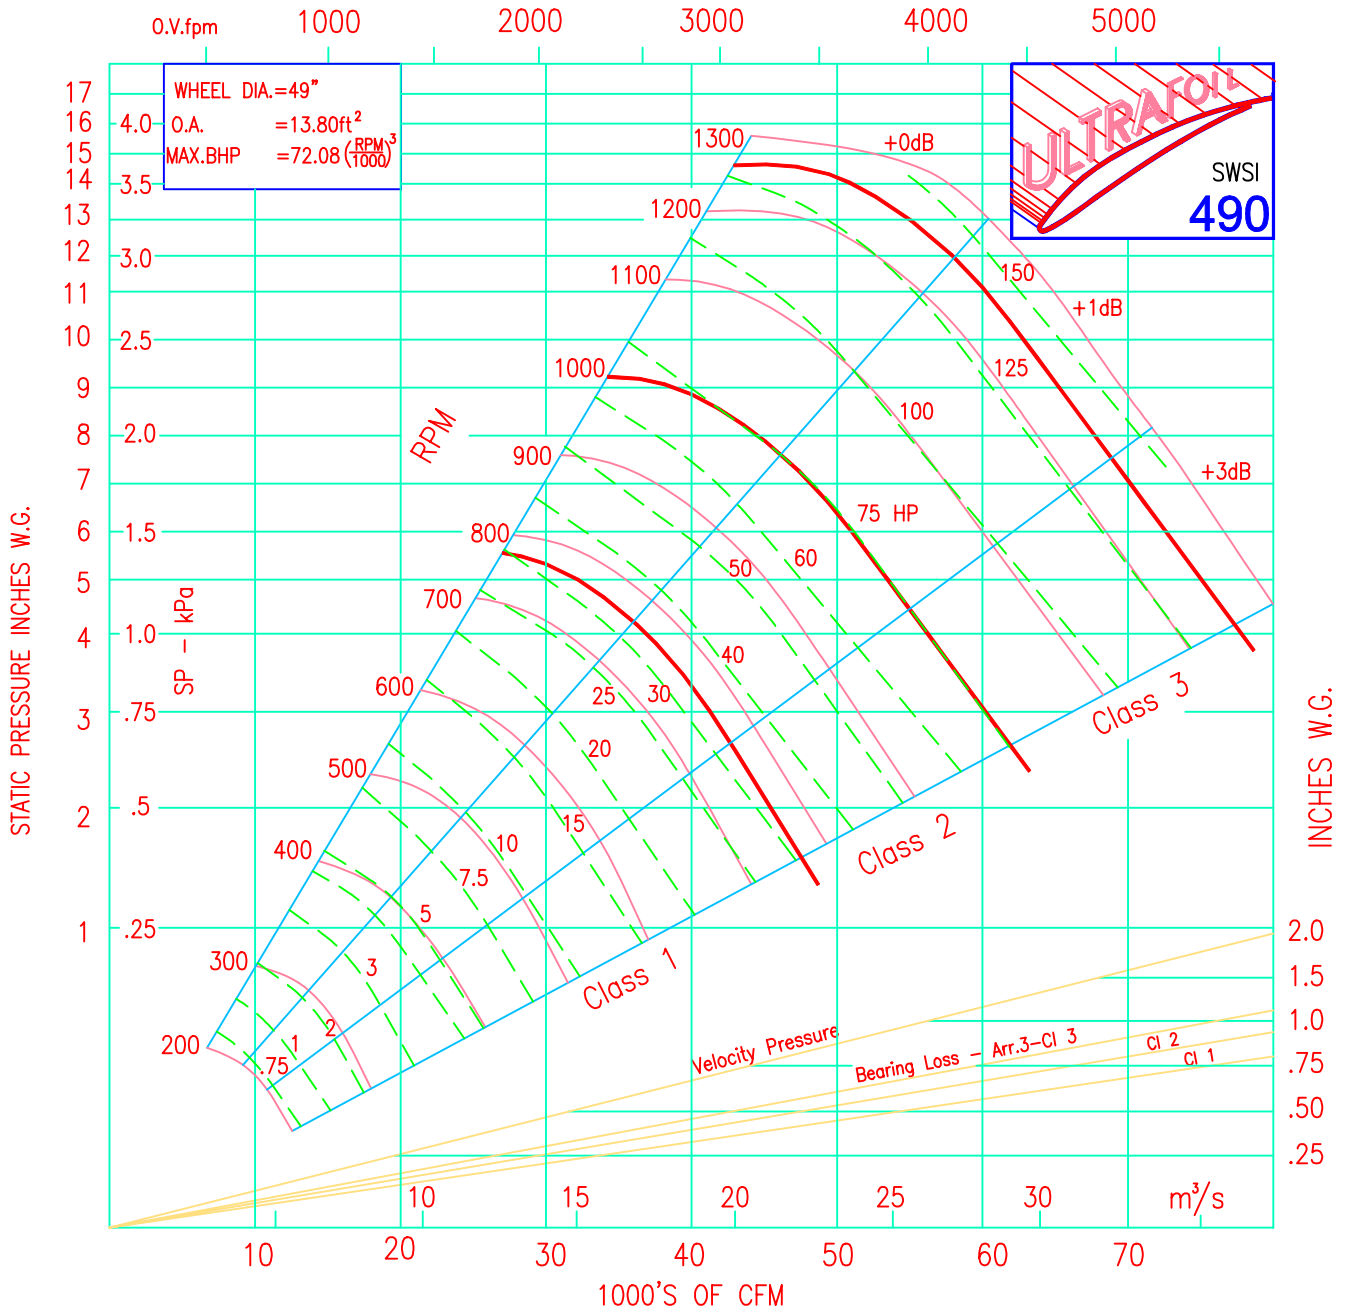 O.V.fpm 1000 2000 3000 4000 5000
WHEEL DIA.=49"
O.A. =13.80ft²
MAX.BHP =72.08(RPM/1000)³
ULTRAFOIL
SWSI
490
17
16
15
14
13
12
11
10
9
8
7
6
5
4
3
2
1
4.0
3.5
3.0
2.5
2.0
1.5
1.0
.75
.5
.25
STATIC PRESSURE INCHES W.G.
SP - kPa
RPM
1300
1200
1100
1000
900
800
700
600
500
400
300
200
+0dB
+1dB
+3dB
150
125
100
75 HP
60
50
40
30
25
20
15
10
7.5
5
3
2
1
.75
Class 3
Class 2
Class 1
INCHES W.G.
2.0
1.5
1.0
.75
.50
.25
Velocity Pressure
Bearing Loss - Arr.3-Cl 3
Cl 2
Cl 1
10 15 20 25 30 m³/s
10 20 30 40 50 60 70
1000'S OF CFM